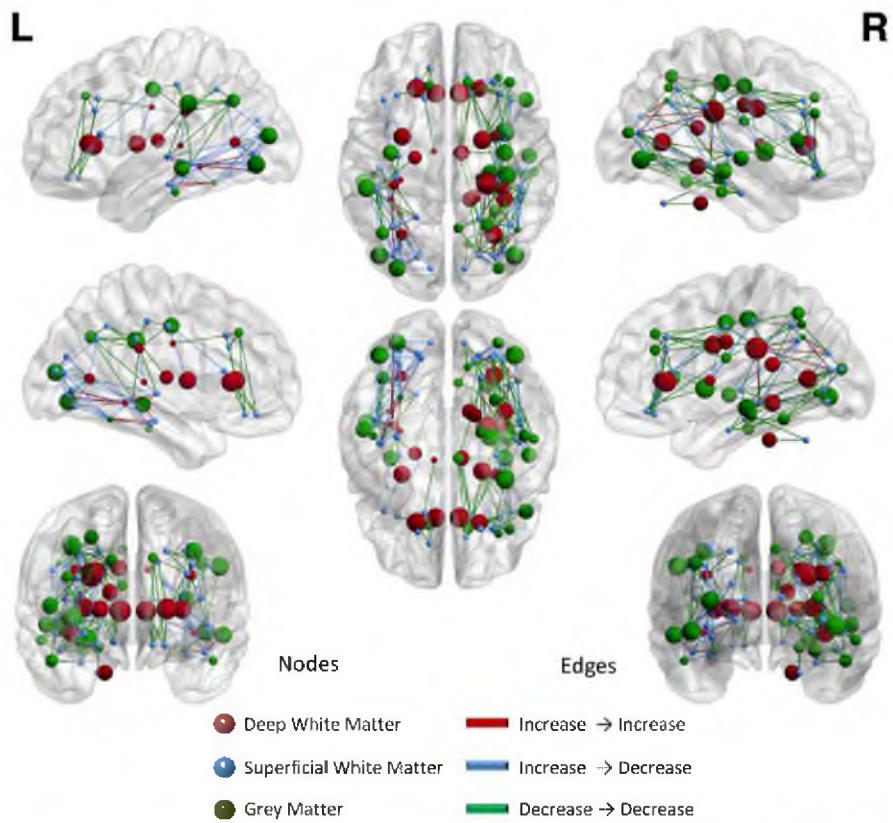 L R
Nodes Edges
Deep White Matter Increase → Increase
Superficial White Matter Increase → Decrease
Grey Matter Decrease → Decrease